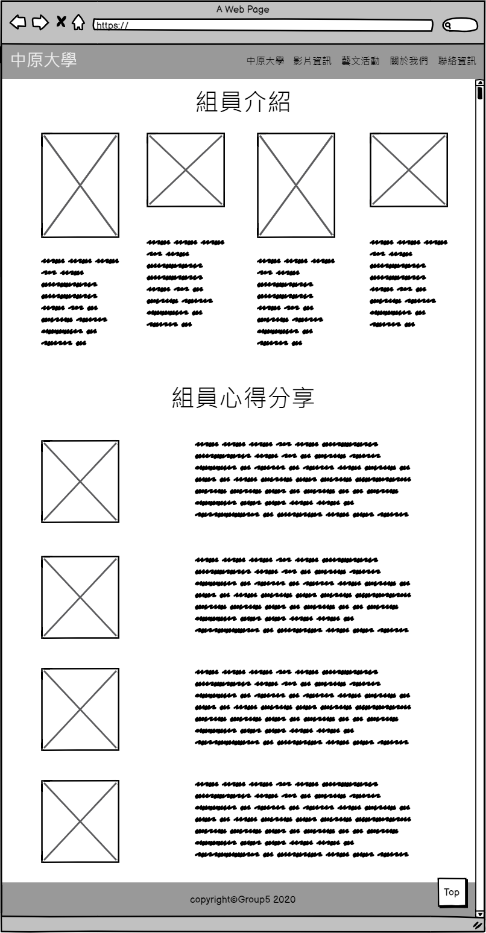 A Web Page
https://
中原大學 中原大學 影片資訊 藝文活動 關於我們 聯絡資訊
組員介紹
組員心得分享
Top
copyright©Group5 2020